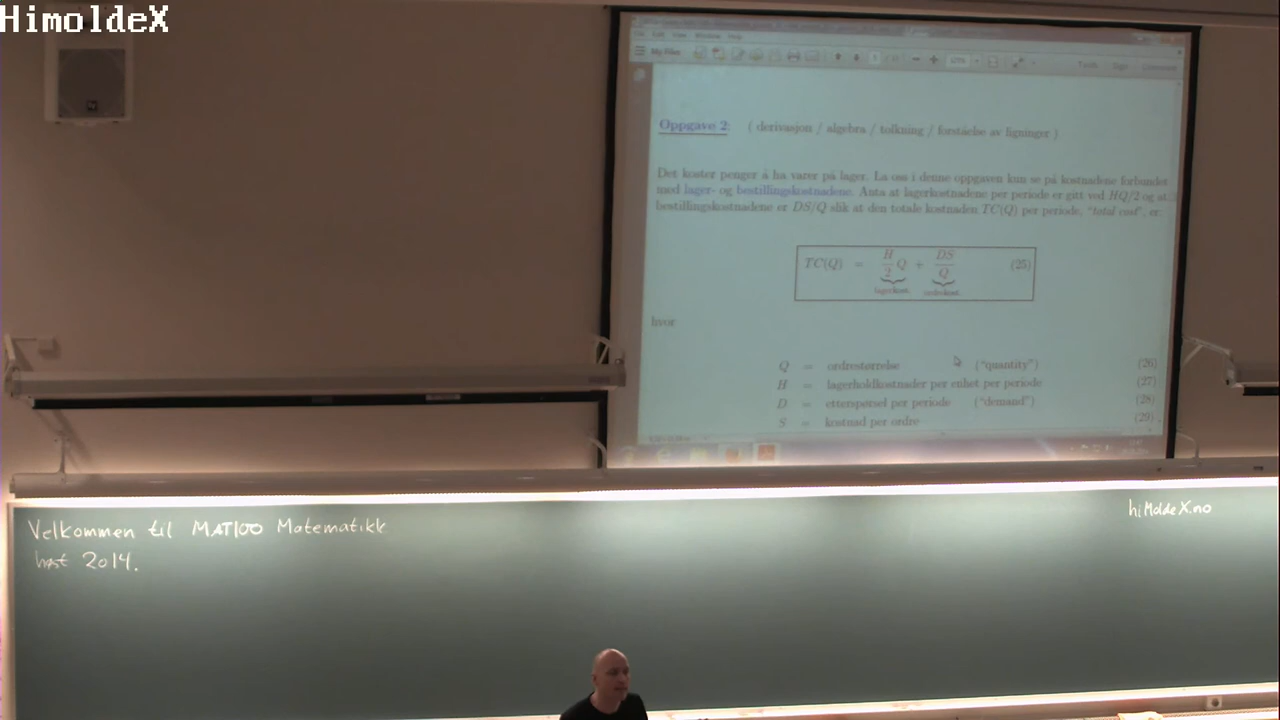 HimoldeX
My Files
Oppgave 2: ( derivasjon / algebra / tolkning / forståelse av ligninger )
Det koster penger å ha varer på lager. La oss i denne oppgaven kun se på kostnadene forbundet
med lager- og bestillingskostnadene. Anta at lagerkostnadene per periode er gitt ved HQ/2 og at
bestillingskostnadene er DS/Q slik at den totale kostnaden TC(Q) per periode, "total cost", er:
TC(Q) = H/2 Q + DS/Q (25)
lagerkost. ordrekost.
hvor
Q = ordrestørrelse ("quantity") (26)
H = lagerholdkostnader per enhet per periode (27)
D = etterspørsel per periode ("demand") (28)
S = kostnad per ordre (29)
Velkommen til MAT100 Matematikk
høst 2014.
hiMoldeX.no